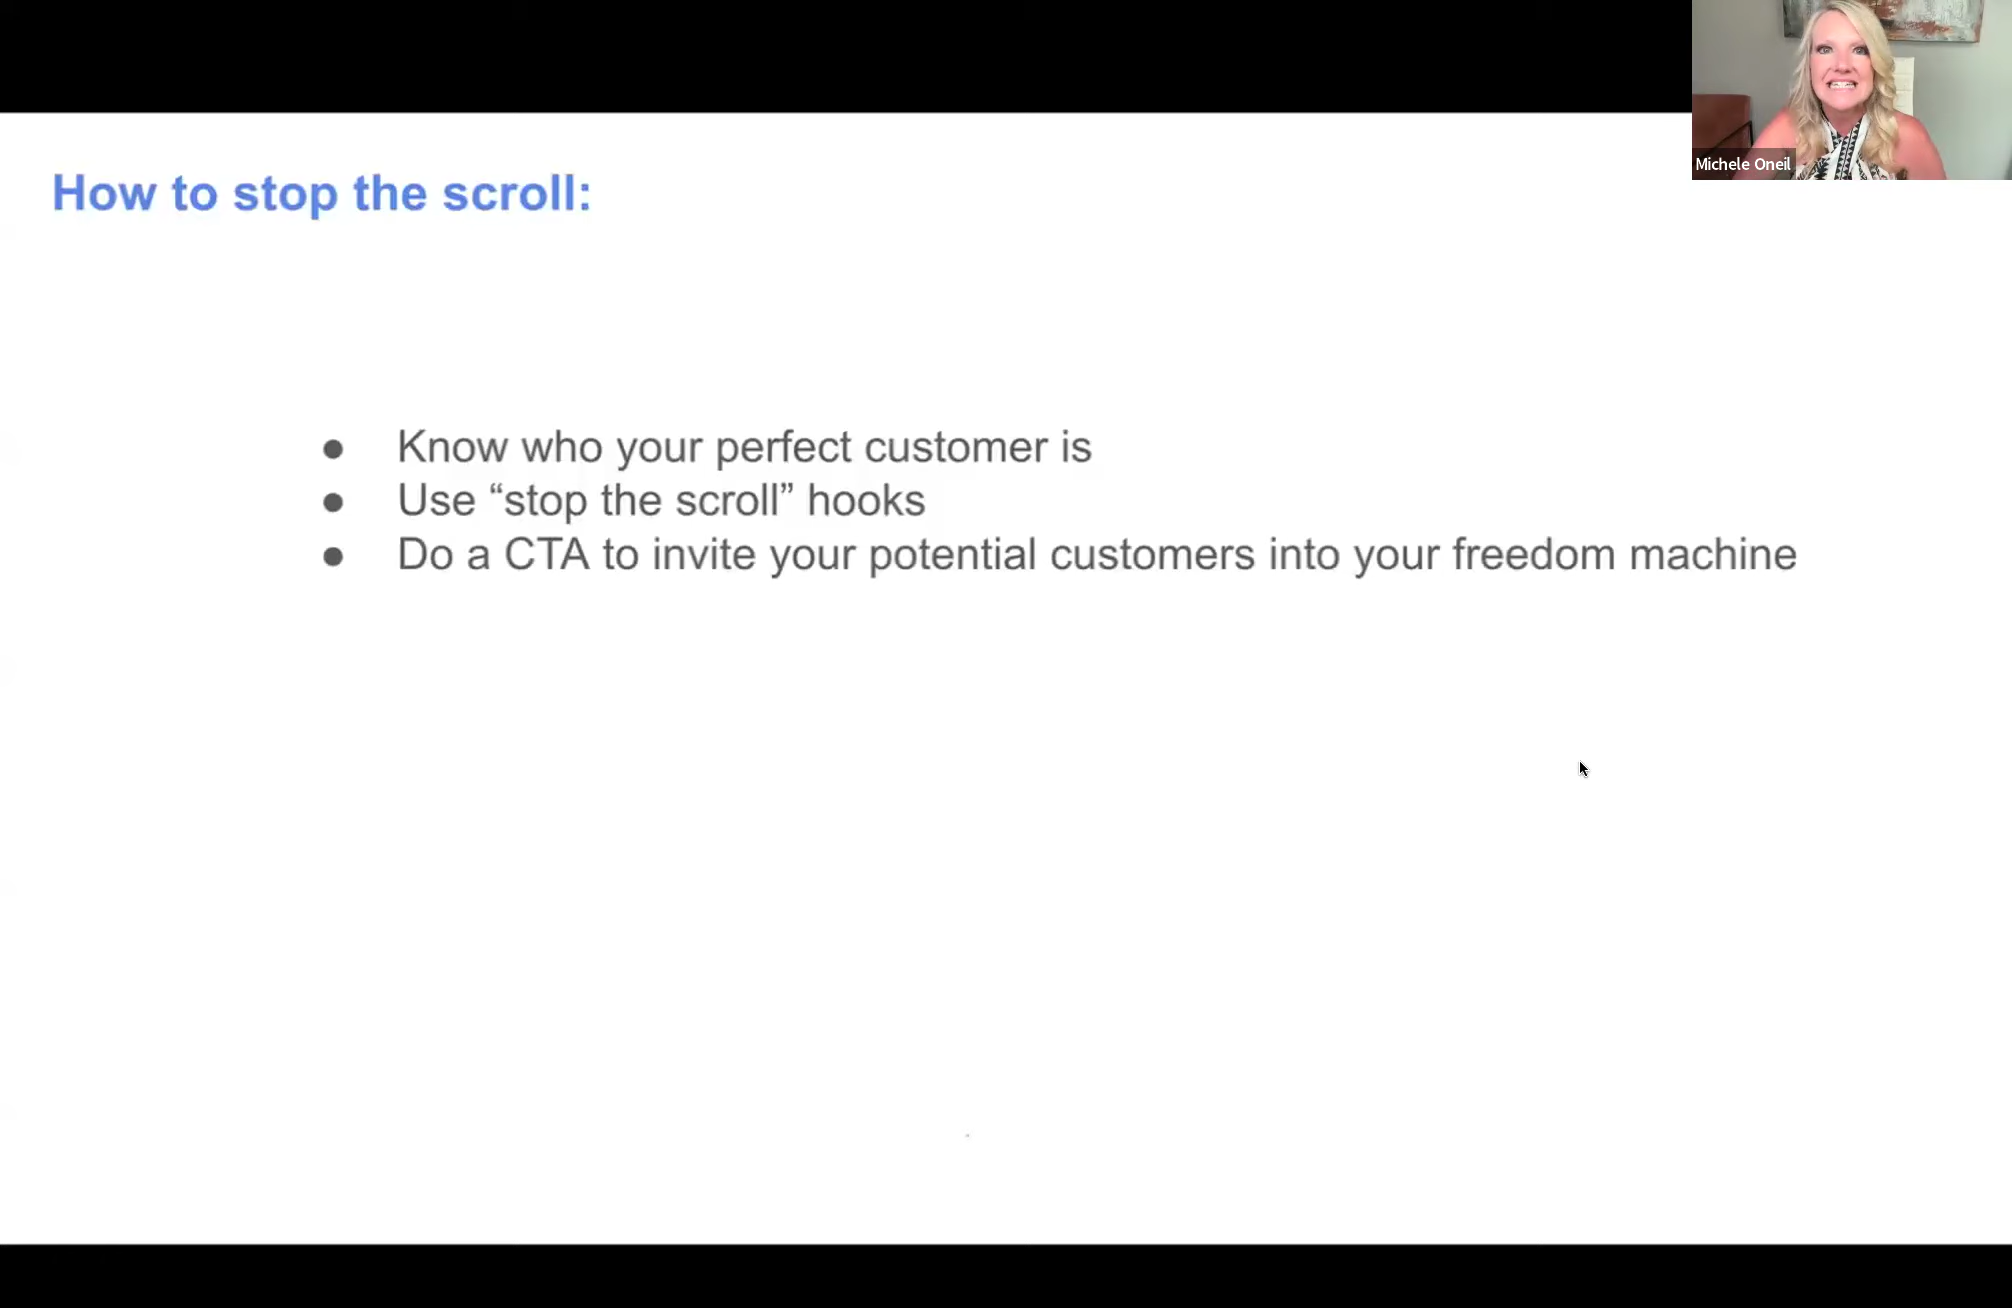 Michele Oneil
How to stop the scroll:
● Know who your perfect customer is
● Use “stop the scroll” hooks
● Do a CTA to invite your potential customers into your freedom machine